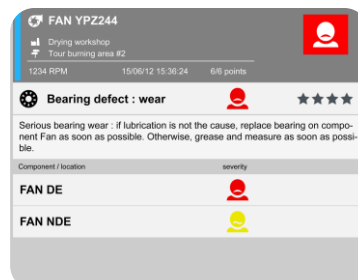 FAN YPZ244
Drying workshop
Tour burning area #2
1234 RPM 15/06/12 15:36:24 6/6 points
Bearing defect : wear
Serious bearing wear : if lubrication is not the cause, replace bearing on compo-
nent Fan as soon as possible. Otherwise, grease and measure as soon as possi-
ble.
Component / location severity
FAN DE
FAN NDE